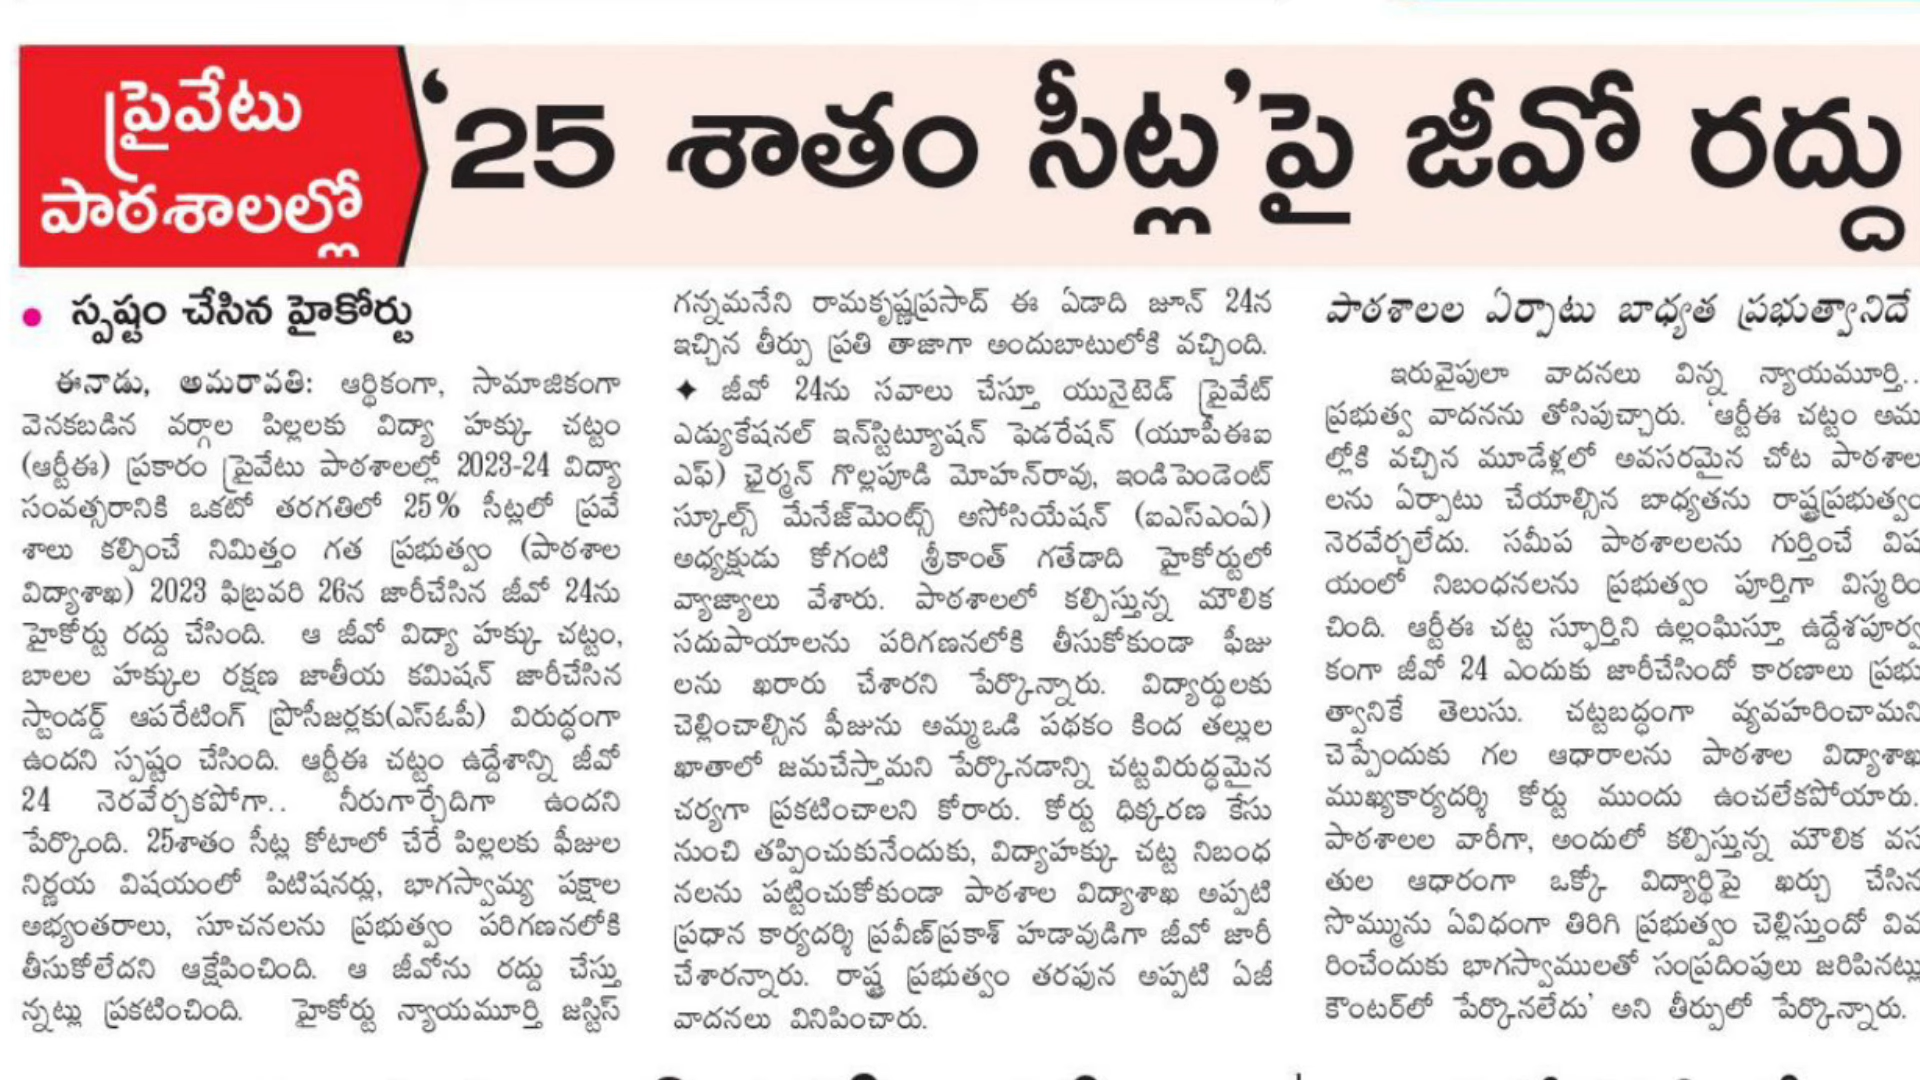 ప్రైవేటు
పాఠశాలల్లో
‘25 శాతం సీట్ల’పై జీవో రద్దు
• స్పష్టం చేసిన హైకోర్టు
ఈనాడు, అమరావతి: ఆర్థికంగా, సామాజికంగా
వెనకబడిన వర్గాల పిల్లలకు విద్యా హక్కు చట్టం
(ఆర్టీఈ) ప్రకారం ప్రైవేటు పాఠశాలల్లో 2023-24 విద్యా
సంవత్సరానికి ఒకటో తరగతిలో 25% సీట్లలో ప్రవే
శాలు కల్పించే నిమిత్తం గత ప్రభుత్వం (పాఠశాల
విద్యాశాఖ) 2023 ఫిబ్రవరి 26న జారీచేసిన జీవో 24ను
హైకోర్టు రద్దు చేసింది. ఆ జీవో విద్యా హక్కు చట్టం,
బాలల హక్కుల రక్షణ జాతీయ కమిషన్ జారీచేసిన
స్టాండర్డ్ ఆపరేటింగ్ ప్రొసీజర్లకు(ఎస్ఓపీ) విరుద్ధంగా
ఉందని స్పష్టం చేసింది. ఆర్టీఈ చట్టం ఉద్దేశాన్ని జీవో
24 నెరవేర్చకపోగా.. నీరుగార్చేదిగా ఉందని
పేర్కొంది. 25శాతం సీట్ల కోటాలో చేరే పిల్లలకు ఫీజుల
నిర్ణయ విషయంలో పిటిషనర్లు, భాగస్వామ్య పక్షాల
అభ్యంతరాలు, సూచనలను ప్రభుత్వం పరిగణనలోకి
తీసుకోలేదని ఆక్షేపించింది. ఆ జీవోను రద్దు చేస్తు
న్నట్లు ప్రకటించింది. హైకోర్టు న్యాయమూర్తి జస్టిస్
గన్నమనేని రామకృష్ణప్రసాద్ ఈ ఏడాది జూన్ 24న
ఇచ్చిన తీర్పు ప్రతి తాజాగా అందుబాటులోకి వచ్చింది.
✦ జీవో 24ను సవాలు చేస్తూ యునైటెడ్ ప్రైవేట్
ఎడ్యుకేషనల్ ఇన్‌స్టిట్యూషన్ ఫెడరేషన్ (యూపీఈఐ
ఎఫ్) ఛైర్మన్ గొల్లపూడి మోహన్‌రావు, ఇండిపెండెంట్
స్కూల్స్ మేనేజ్‌మెంట్స్ అసోసియేషన్ (ఐఎస్ఎంఏ)
అధ్యక్షుడు కోగంటి శ్రీకాంత్ గతేడాది హైకోర్టులో
వ్యాజ్యాలు వేశారు. పాఠశాలలో కల్పిస్తున్న మౌలిక
సదుపాయాలను పరిగణనలోకి తీసుకోకుండా ఫీజు
లను ఖరారు చేశారని పేర్కొన్నారు. విద్యార్థులకు
చెల్లించాల్సిన ఫీజును అమ్మఒడి పథకం కింద తల్లుల
ఖాతాలో జమచేస్తామని పేర్కొనడాన్ని చట్టవిరుద్ధమైన
చర్యగా ప్రకటించాలని కోరారు. కోర్టు ధిక్కరణ కేసు
నుంచి తప్పించుకునేందుకు, విద్యాహక్కు చట్ట నిబంధ
నలను పట్టించుకోకుండా పాఠశాల విద్యాశాఖ అప్పటి
ప్రధాన కార్యదర్శి ప్రవీణ్‌ప్రకాశ్ హడావుడిగా జీవో జారీ
చేశారన్నారు. రాష్ట్ర ప్రభుత్వం తరఫున అప్పటి ఏజీ
వాదనలు వినిపించారు.
పాఠశాలల ఏర్పాటు బాధ్యత ప్రభుత్వానిదే
ఇరువైపులా వాదనలు విన్న న్యాయమూర్తి..
ప్రభుత్వ వాదనను తోసిపుచ్చారు. ‘ఆర్టీఈ చట్టం అము
ల్లోకి వచ్చిన మూడేళ్లలో అవసరమైన చోట పాఠశాల
లను ఏర్పాటు చేయాల్సిన బాధ్యతను రాష్ట్రప్రభుత్వం
నెరవేర్చలేదు. సమీప పాఠశాలలను గుర్తించే విష
యంలో నిబంధనలను ప్రభుత్వం పూర్తిగా విస్మరిం
చింది. ఆర్టీఈ చట్ట స్ఫూర్తిని ఉల్లంఘిస్తూ ఉద్దేశపూర్వ
కంగా జీవో 24 ఎందుకు జారీచేసిందో కారణాలు ప్రభు
త్వానికే తెలుసు. చట్టబద్ధంగా వ్యవహరించామని
చెప్పేందుకు గల ఆధారాలను పాఠశాల విద్యాశాఖ
ముఖ్యకార్యదర్శి కోర్టు ముందు ఉంచలేకపోయారు.
పాఠశాలల వారీగా, అందులో కల్పిస్తున్న మౌలిక వస
తుల ఆధారంగా ఒక్కో విద్యార్థిపై ఖర్చు చేసిన
సొమ్మును ఏవిధంగా తిరిగి ప్రభుత్వం చెల్లిస్తుందో వివ
రించేందుకు భాగస్వాములతో సంప్రదింపులు జరిపినట్లు
కౌంటర్‌లో పేర్కొనలేదు’ అని తీర్పులో పేర్కొన్నారు.